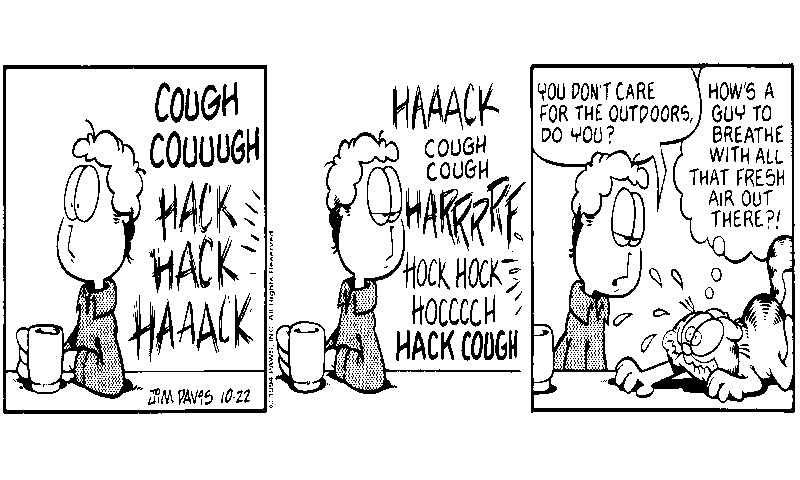 COUGH
COUUUGH
HACK
HACK
HAAACK
JIM DAVIS 10-22
HAAACK
COUGH
COUGH
HARRRRF
HOCK HOCK
HOCCCCH
HACK COUGH
YOU DON'T CARE
FOR THE OUTDOORS,
DO YOU?
HOW'S A
GUY TO
BREATHE
WITH ALL
THAT FRESH
AIR OUT
THERE?!